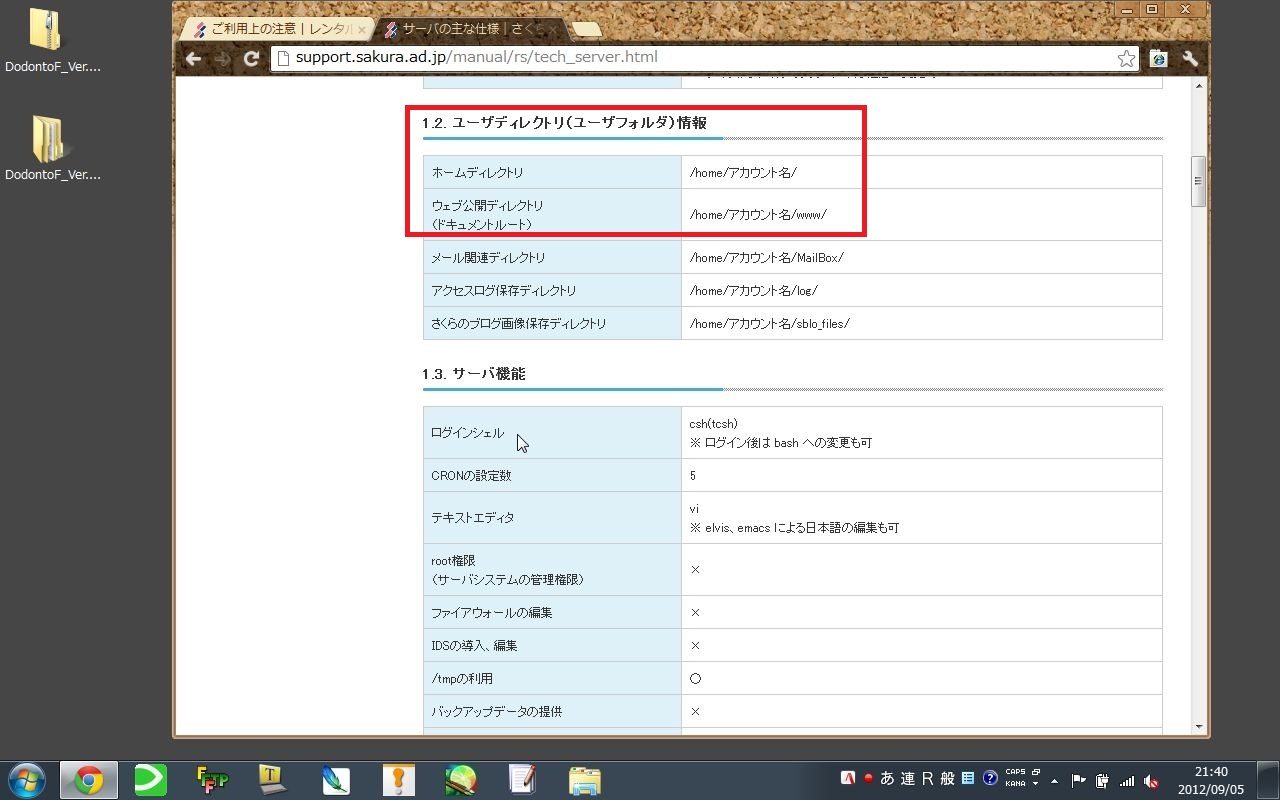 DodontoF_Ver....
DodontoF_Ver....
ご利用上の注意｜レンタル
サーバの主な仕様｜さくら
support.sakura.ad.jp/manual/rs/tech_server.html
1.2. ユーザディレクトリ（ユーザフォルダ）情報
ホームディレクトリ
/home/アカウント名/
ウェブ公開ディレクトリ
（ドキュメントルート）
/home/アカウント名/www/
メール関連ディレクトリ
/home/アカウント名/MailBox/
アクセスログ保存ディレクトリ
/home/アカウント名/log/
さくらのブログ画像保存ディレクトリ
/home/アカウント名/sblo_files/
1.3. サーバ機能
ログインシェル
csh(tcsh)
※ ログイン後は bash への変更も可
CRONの設定数
5
テキストエディタ
vi
※ elvis、emacs による日本語の編集も可
root権限
（サーバシステムの管理権限）
×
ファイアウォールの編集
×
IDSの導入、編集
×
/tmpの利用
○
バックアップデータの提供
×
FFFTP
T
A
あ 連 R 般
?
CAPS
KANA
21:40
2012/09/05